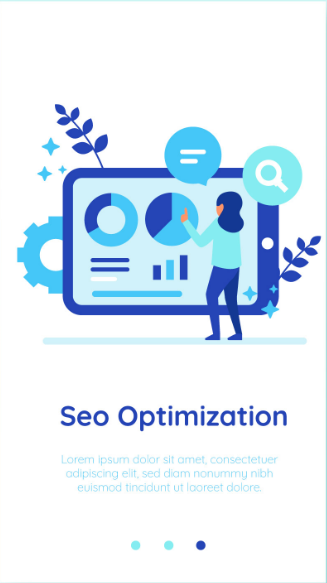 Seo Optimization
Lorem ipsum dolor sit amet, consectetuer
adipiscing elit, sed diam nonummy nibh
euismod tincidunt ut laoreet dolore.